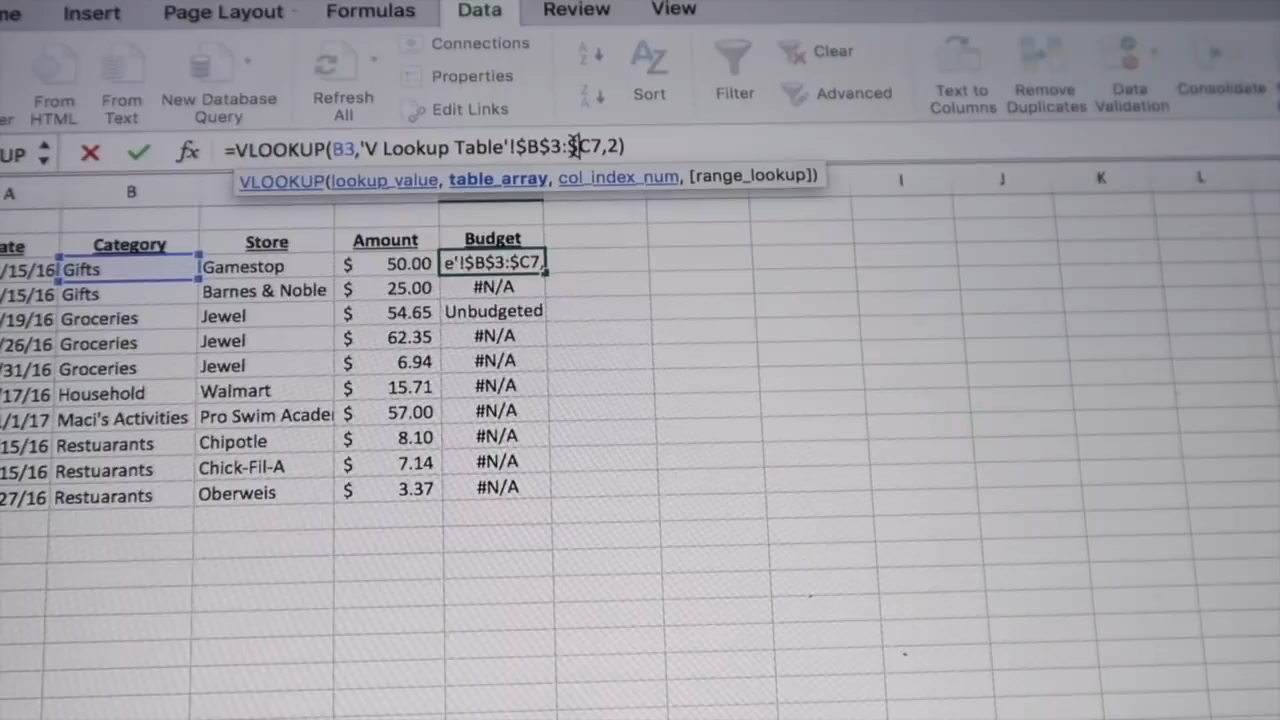 me Insert Page Layout Formulas Data Review View
Connections
Properties
Edit Links
From HTML
From Text
New Database Query
Refresh All
Sort
Filter
Clear
Advanced
Text to Columns
Remove Duplicates
Data Validation
Consolidate
UP fx =VLOOKUP(B3,'V Lookup Table'!$B$3:$C7,2)
VLOOKUP(lookup_value, table_array, col_index_num, [range_lookup])
A B I J K L
ate Category Store Amount Budget
/15/16 Gifts Gamestop $ 50.00 e'!$B$3:$C7,
/15/16 Gifts Barnes & Noble $ 25.00 #N/A
/19/16 Groceries Jewel $ 54.65 Unbudgeted
/26/16 Groceries Jewel $ 62.35 #N/A
/31/16 Groceries Jewel $ 6.94 #N/A
/17/16 Household Walmart $ 15.71 #N/A
/1/17 Maci's Activities Pro Swim Acade $ 57.00 #N/A
15/16 Restuarants Chipotle $ 8.10 #N/A
15/16 Restuarants Chick-Fil-A $ 7.14 #N/A
27/16 Restuarants Oberweis $ 3.37 #N/A